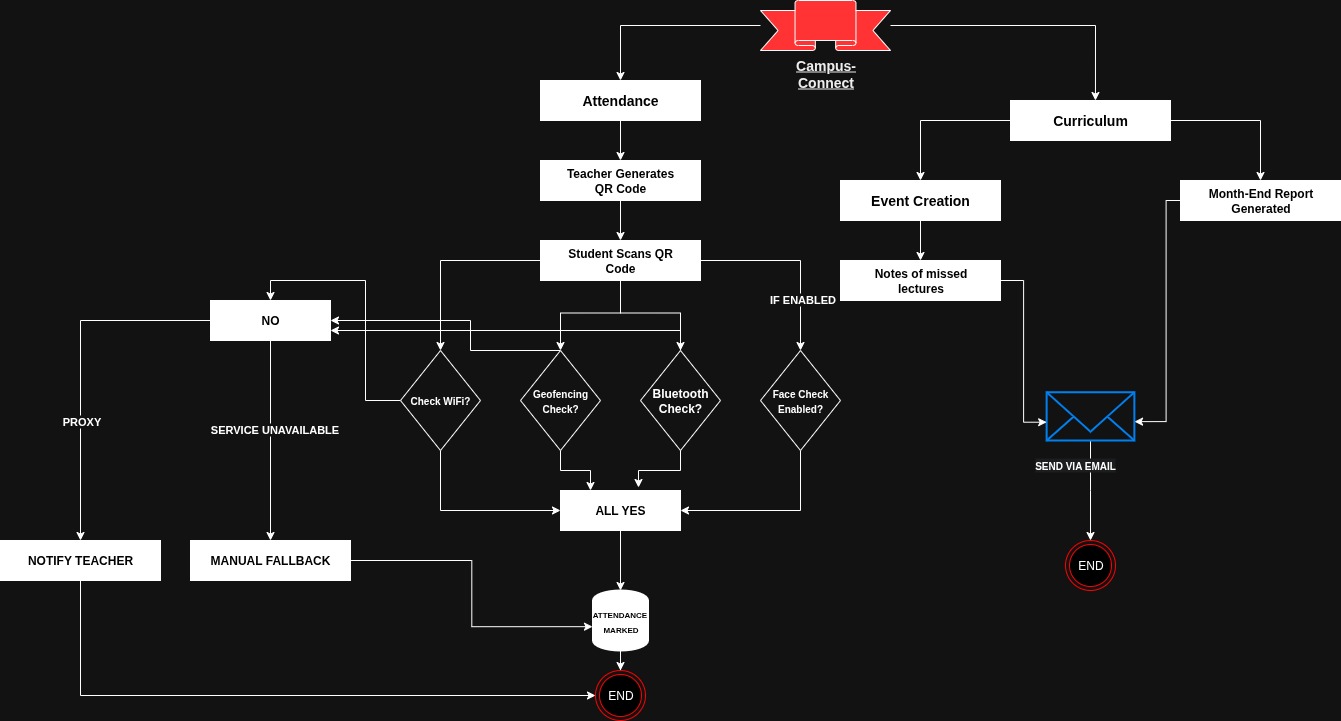 Campus-
Connect
Attendance
Curriculum
Teacher Generates
QR Code
Event Creation
Month-End Report
Generated
Student Scans QR
Code
Notes of missed
lectures
IF ENABLED
NO
Check WiFi?
Geofencing
Check?
Bluetooth
Check?
Face Check
Enabled?
PROXY
SERVICE UNAVAILABLE
SEND VIA EMAIL
ALL YES
NOTIFY TEACHER
MANUAL FALLBACK
END
ATTENDANCE
MARKED
END